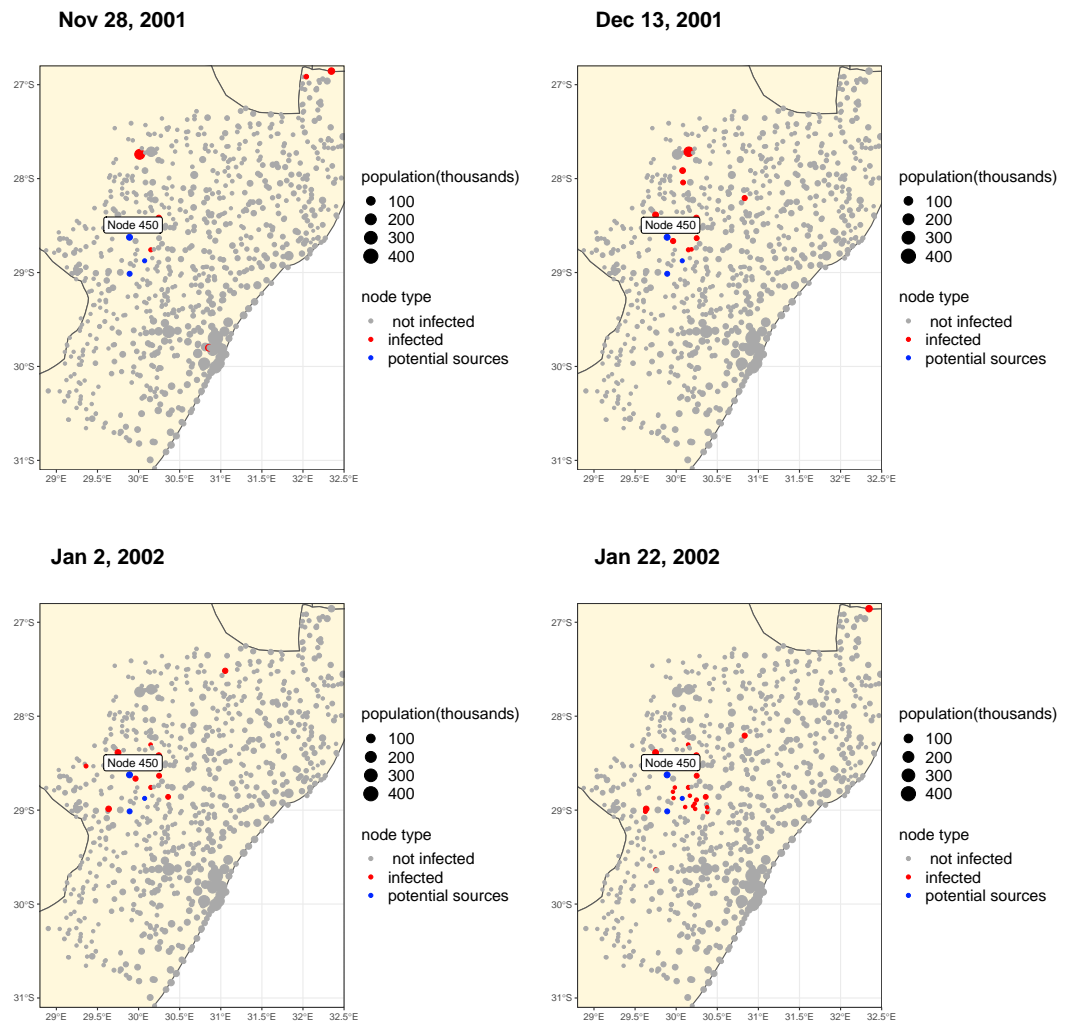 Nov 28, 2001
27°S
28°S
29°S
30°S
31°S
29°E
29.5°E
30°E
30.5°E
31°E
31.5°E
32°E
32.5°E
Node 450
population(thousands)
100
200
300
400
node type
not infected
infected
potential sources
Dec 13, 2001
27°S
28°S
29°S
30°S
31°S
29°E
29.5°E
30°E
30.5°E
31°E
31.5°E
32°E
32.5°E
Node 450
population(thousands)
100
200
300
400
node type
not infected
infected
potential sources
Jan 2, 2002
27°S
28°S
29°S
30°S
31°S
29°E
29.5°E
30°E
30.5°E
31°E
31.5°E
32°E
32.5°E
Node 450
population(thousands)
100
200
300
400
node type
not infected
infected
potential sources
Jan 22, 2002
27°S
28°S
29°S
30°S
31°S
29°E
29.5°E
30°E
30.5°E
31°E
31.5°E
32°E
32.5°E
Node 450
population(thousands)
100
200
300
400
node type
not infected
infected
potential sources